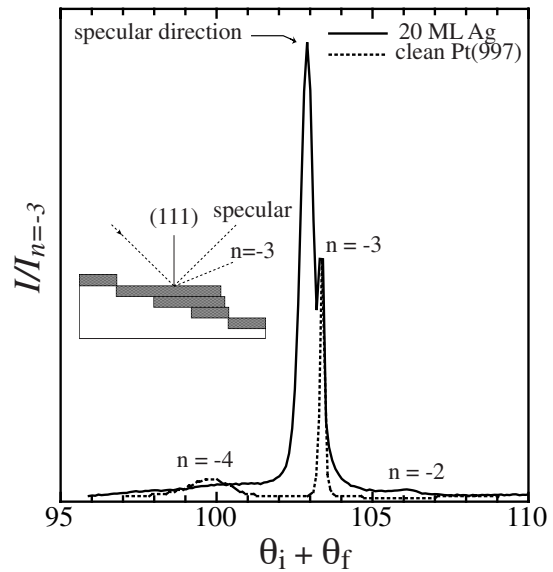 specular direction
20 ML Ag
clean Pt(997)
(111)
specular
n=-3
n = -3
I/I_{n=-3}
n = -4
n = -2
95 100 105 110
θ_i + θ_f